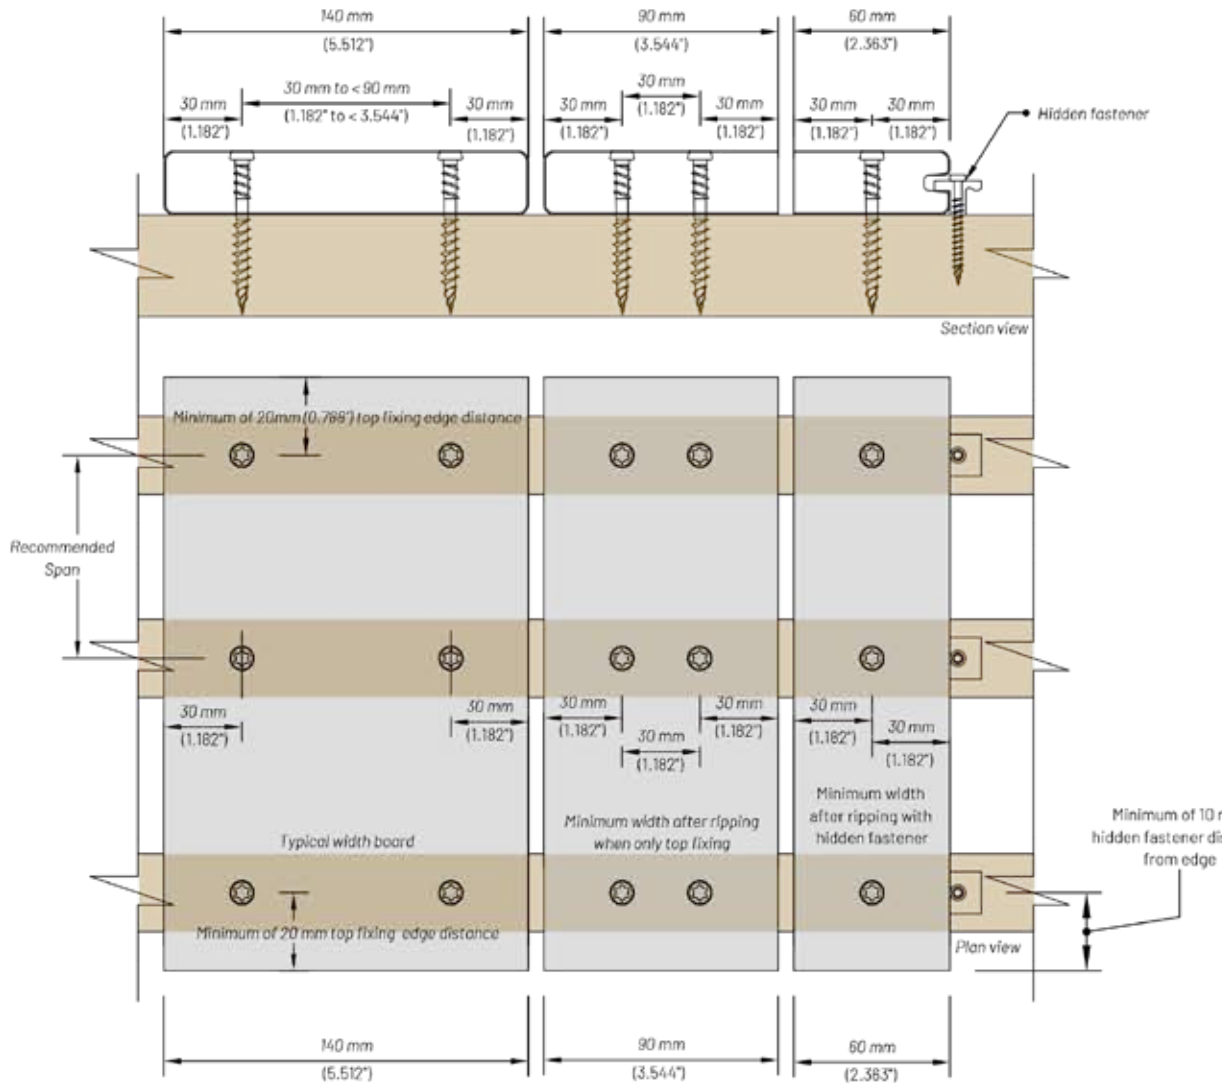 140 mm
(5.512")
90 mm
(3.544")
60 mm
(2.363")
30 mm to < 90 mm
(1.182" to < 3.544")
30 mm
(1.182")
30 mm
(1.182")
30 mm
(1.182")
30 mm
(1.182")
30 mm
(1.182")
30 mm
(1.182")
30 mm
(1.182")
Hidden fastener
Section view
Minimum of 20mm (0.788") top fixing edge distance
Recommended
Span
30 mm
(1.182")
30 mm
(1.182")
30 mm
(1.182")
30 mm
(1.182")
30 mm
(1.182")
30 mm
(1.182")
30 mm
(1.182")
Typical width board
Minimum width after ripping
when only top fixing
Minimum width
after ripping with
hidden fastener
Minimum of 10
hidden fastener
from edge
Minimum of 20 mm top fixing edge distance
Plan view
140 mm
(5.512")
90 mm
(3.544")
60 mm
(2.363")